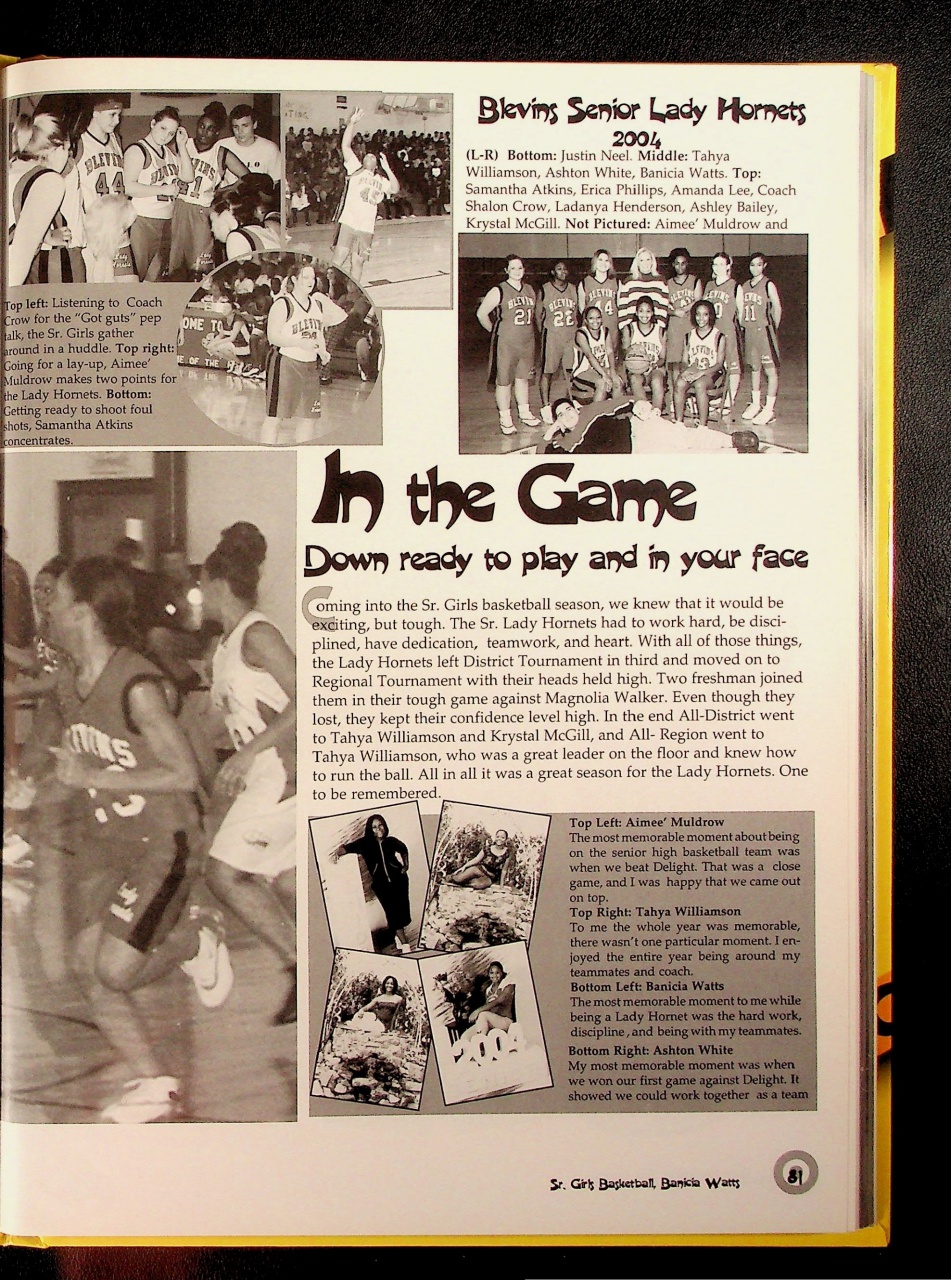 Blevins Senior Lady Hornets
2004
(L-R) Bottom: Justin Neel. Middle: Tahya
Williamson, Ashton White, Banicia Watts. Top:
Samantha Atkins, Erica Phillips, Amanda Lee, Coach
Shalon Crow, Ladanya Henderson, Ashley Bailey,
Krystal McGill. Not Pictured: Aimee' Muldrow and
Top left: Listening to Coach
Crow for the "Got guts" pep
talk, the Sr. Girls gather
around in a huddle. Top right:
Going for a lay-up, Aimee'
Muldrow makes two points for
the Lady Hornets. Bottom:
Getting ready to shoot foul
shots, Samantha Atkins
concentrates.
In the Game
Down ready to play and in your face
Coming into the Sr. Girls basketball season, we knew that it would be
exciting, but tough. The Sr. Lady Hornets had to work hard, be disci-
plined, have dedication, teamwork, and heart. With all of those things,
the Lady Hornets left District Tournament in third and moved on to
Regional Tournament with their heads held high. Two freshman joined
them in their tough game against Magnolia Walker. Even though they
lost, they kept their confidence level high. In the end All-District went
to Tahya Williamson and Krystal McGill, and All- Region went to
Tahya Williamson, who was a great leader on the floor and knew how
to run the ball. All in all it was a great season for the Lady Hornets. One
to be remembered.
Top Left: Aimee' Muldrow
The most memorable moment about being
on the senior high basketball team was
when we beat Delight. That was a close
game, and I was happy that we came out
on top.
Top Right: Tahya Williamson
To me the whole year was memorable,
there wasn't one particular moment. I en-
joyed the entire year being around my
teammates and coach.
Bottom Left: Banicia Watts
The most memorable moment to me while
being a Lady Hornet was the hard work,
discipline, and being with my teammates.
Bottom Right: Ashton White
My most memorable moment was when
we won our first game against Delight. It
showed we could work together as a team
2004
Sr. Girls Basketball, Banicia Watts
81